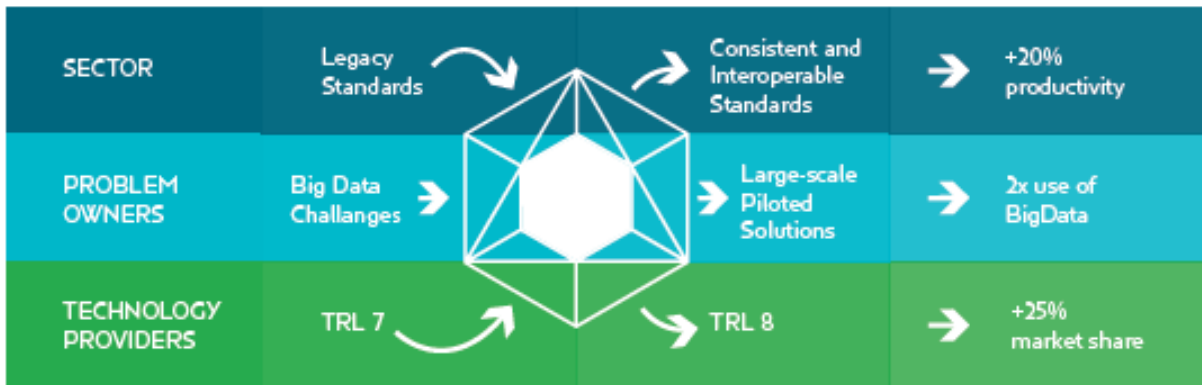 SECTOR
Legacy
Standards
Consistent and
Interoperable
Standards
+20%
productivity
PROBLEM
OWNERS
Big Data
Challanges
Large-scale
Piloted
Solutions
2x use of
BigData
TECHNOLOGY
PROVIDERS
TRL 7
TRL 8
+25%
market share